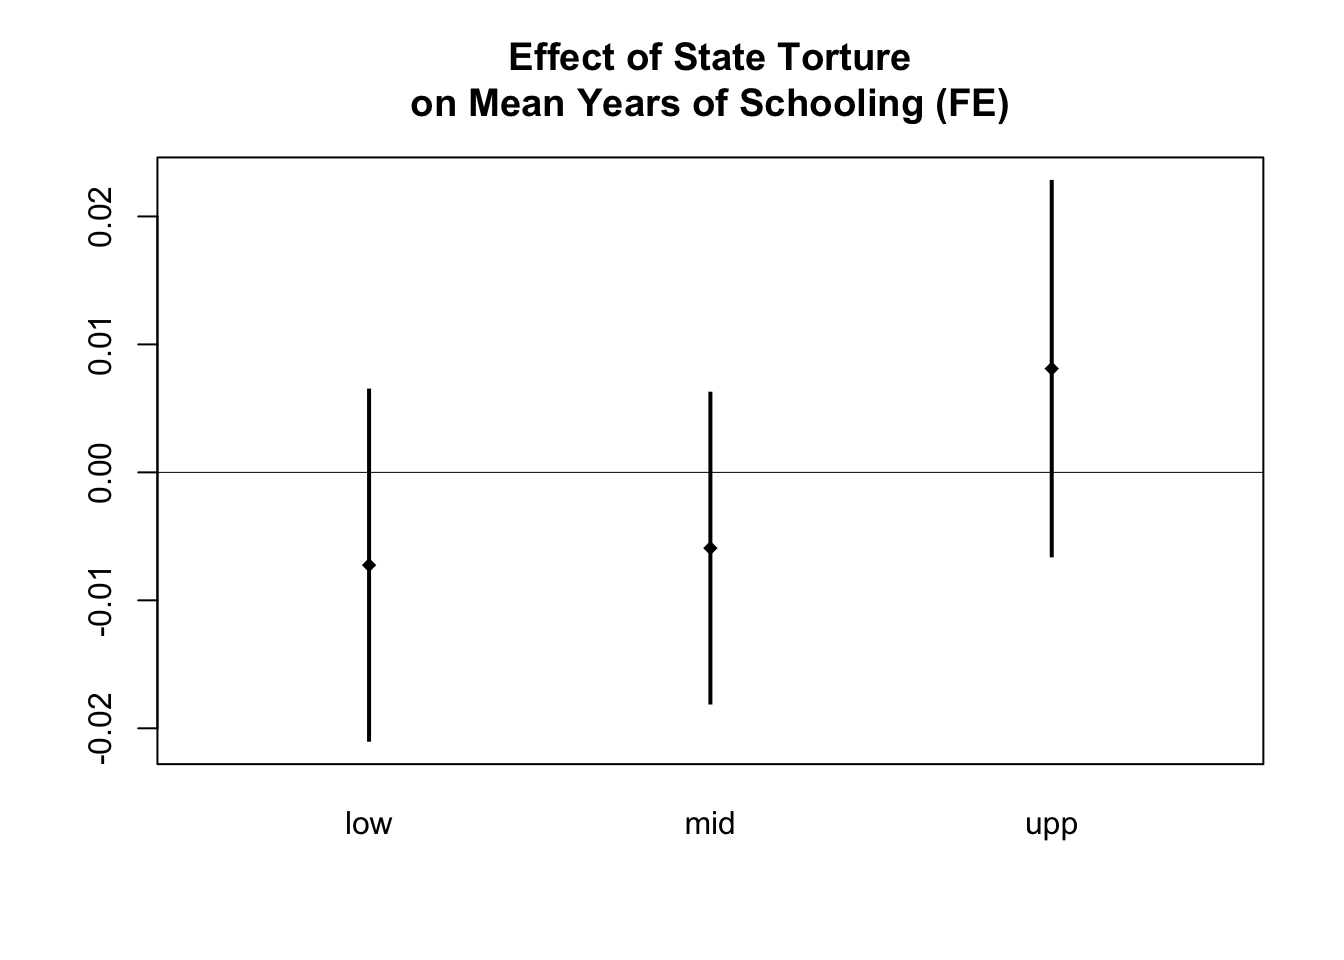 Effect of State Torture
on Mean Years of Schooling (FE)
0.02
0.01
0.00
-0.01
-0.02
low mid upp